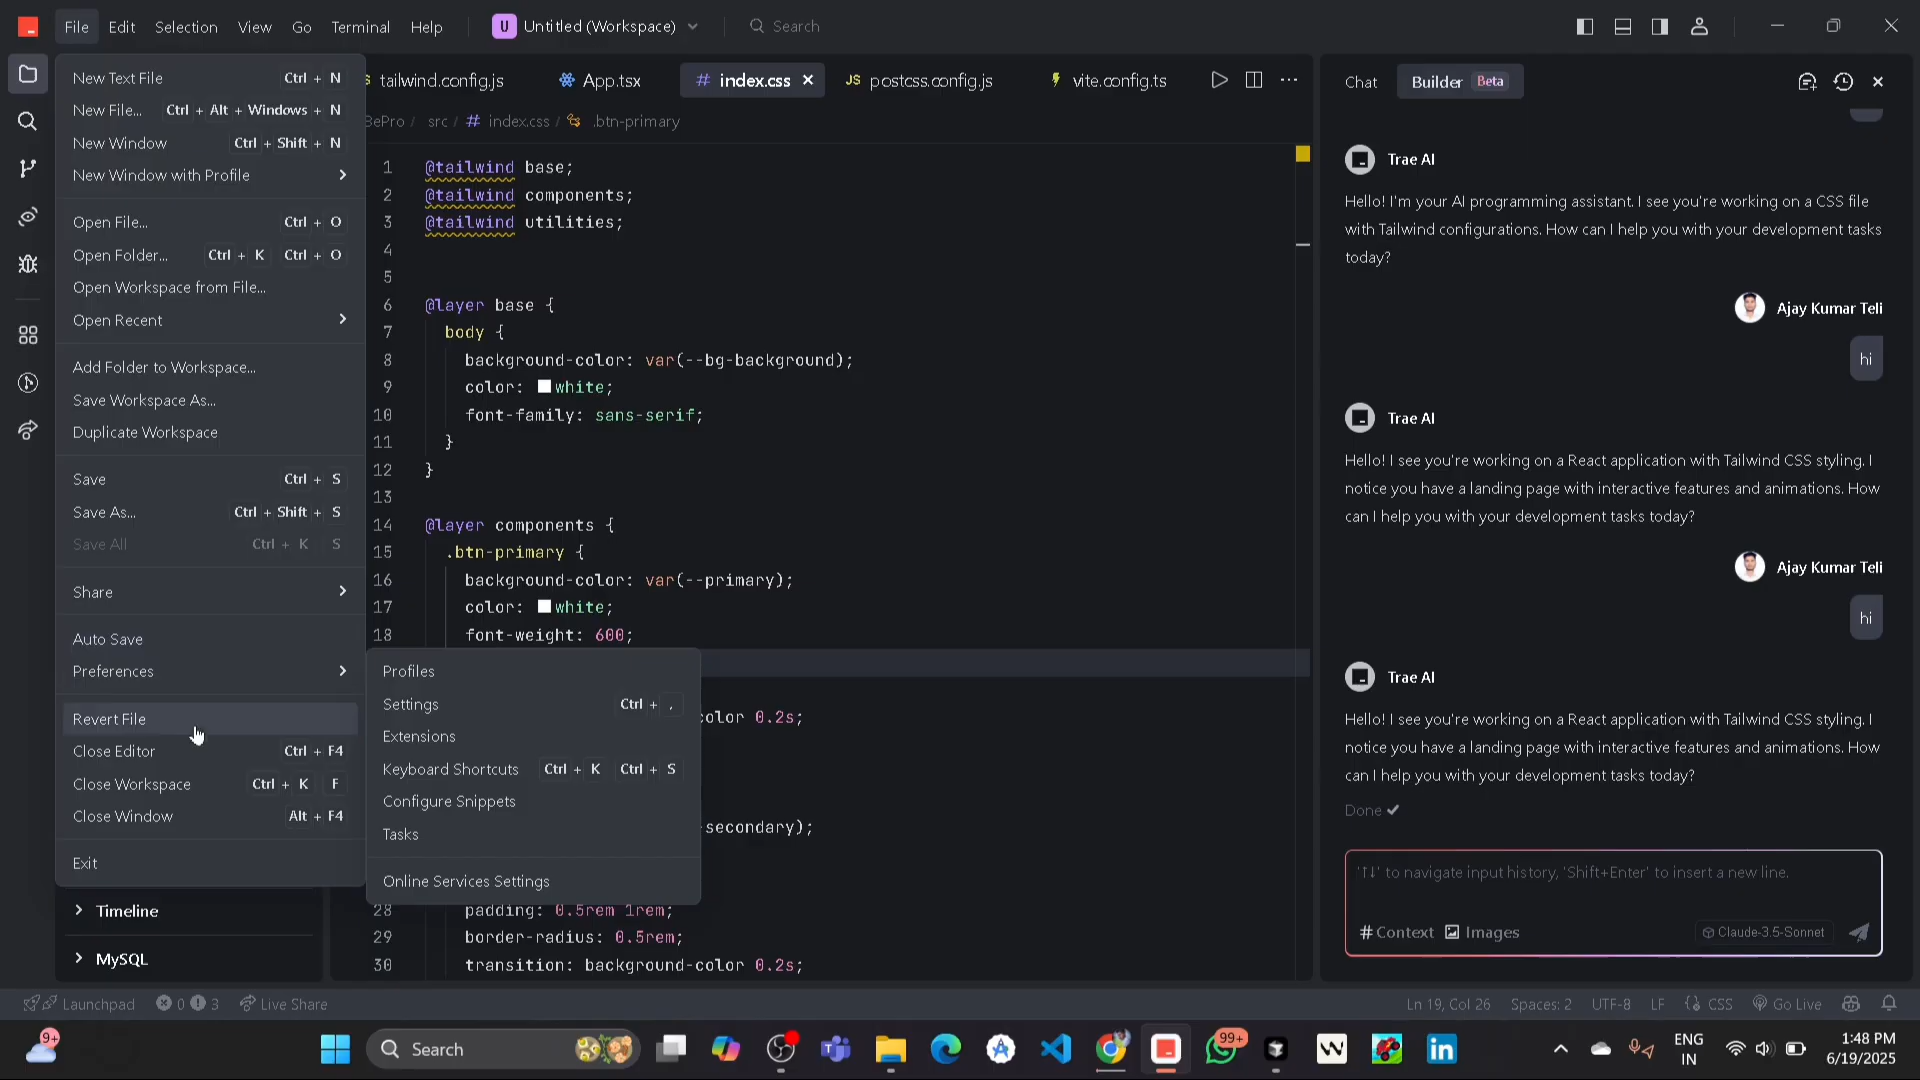 File Edit Selection View Go Terminal Help U Untitled (Workspace) Search
New Text File Ctrl + N
New File... Ctrl + Alt + Windows + N
New Window Ctrl + Shift + N
New Window with Profile
Open File... Ctrl + O
Open Folder... Ctrl + K Ctrl + O
Open Workspace from File...
Open Recent
Add Folder to Workspace...
Save Workspace As...
Duplicate Workspace
Save Ctrl + S
Save As... Ctrl + Shift + S
Save All Ctrl + K S
Share
Auto Save
Preferences
Revert File
Close Editor Ctrl + F4
Close Workspace Ctrl + K F
Close Window Alt + F4
Exit
Timeline
MySQL
Profiles
Settings Ctrl + ,
Extensions
Keyboard Shortcuts Ctrl + K Ctrl + S
Configure Snippets
Tasks
Online Services Settings
tailwind.config.js App.tsx # index.css JS postcss.config.js vite.config.ts
BePro / src / # index.css / .btn-primary
1 @tailwind base;
2 @tailwind components;
3 @tailwind utilities;
4
5
6 @layer base {
7 body {
8 background-color: var(--bg-background);
9 color: white;
10 font-family: sans-serif;
11 }
12 }
13
14 @layer components {
15 .btn-primary {
16 background-color: var(--primary);
17 color: white;
18 font-weight: 600;
color 0.2s;
-secondary);
28 padding: 0.5rem 1rem;
29 border-radius: 0.5rem;
30 transition: background-color 0.2s;
Chat Builder Beta
Trae AI
Hello! I'm your AI programming assistant. I see you're working on a CSS file
with Tailwind configurations. How can I help you with your development tasks
today?
Ajay Kumar Teli
hi
Trae AI
Hello! I see you're working on a React application with Tailwind CSS styling. I
notice you have a landing page with interactive features and animations. How
can I help you with your development tasks today?
Ajay Kumar Teli
hi
Trae AI
Hello! I see you're working on a React application with Tailwind CSS styling. I
notice you have a landing page with interactive features and animations. How
can I help you with your development tasks today?
Done
'↑↓' to navigate input history, 'Shift+Enter' to insert a new line.
# Context Images Claude-3.5-Sonnet
Launchpad 0 3 Live Share Ln 19, Col 26 Spaces: 2 UTF-8 LF CSS Go Live
9+ Search 99+ ENG IN 1:48 PM
6/19/2025